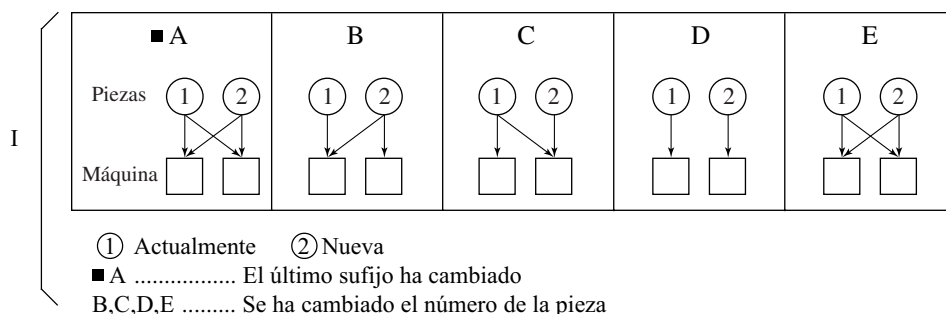 ■ A B C D E
Piezas 1 2 1 2 1 2 1 2 1 2
I
Máquina
① Actualmente ② Nueva
■ A ................. El último sufijo ha cambiado
B,C,D,E ......... Se ha cambiado el número de la pieza